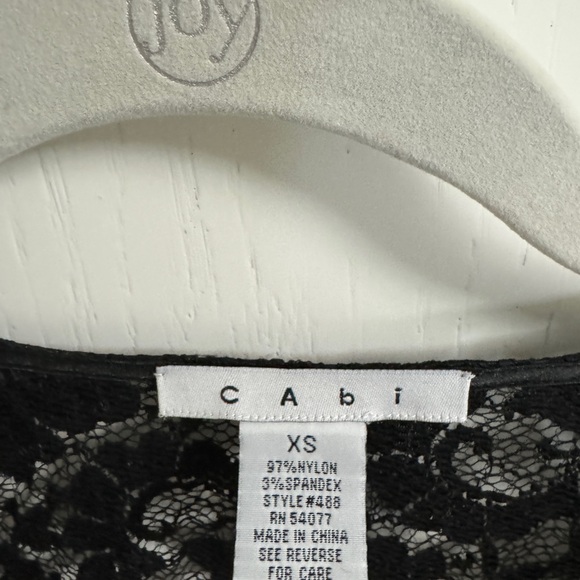 joy
CAbi
XS
97%NYLON
3%SPANDEX
STYLE#488
RN 54077
MADE IN CHINA
SEE REVERSE
FOR CARE